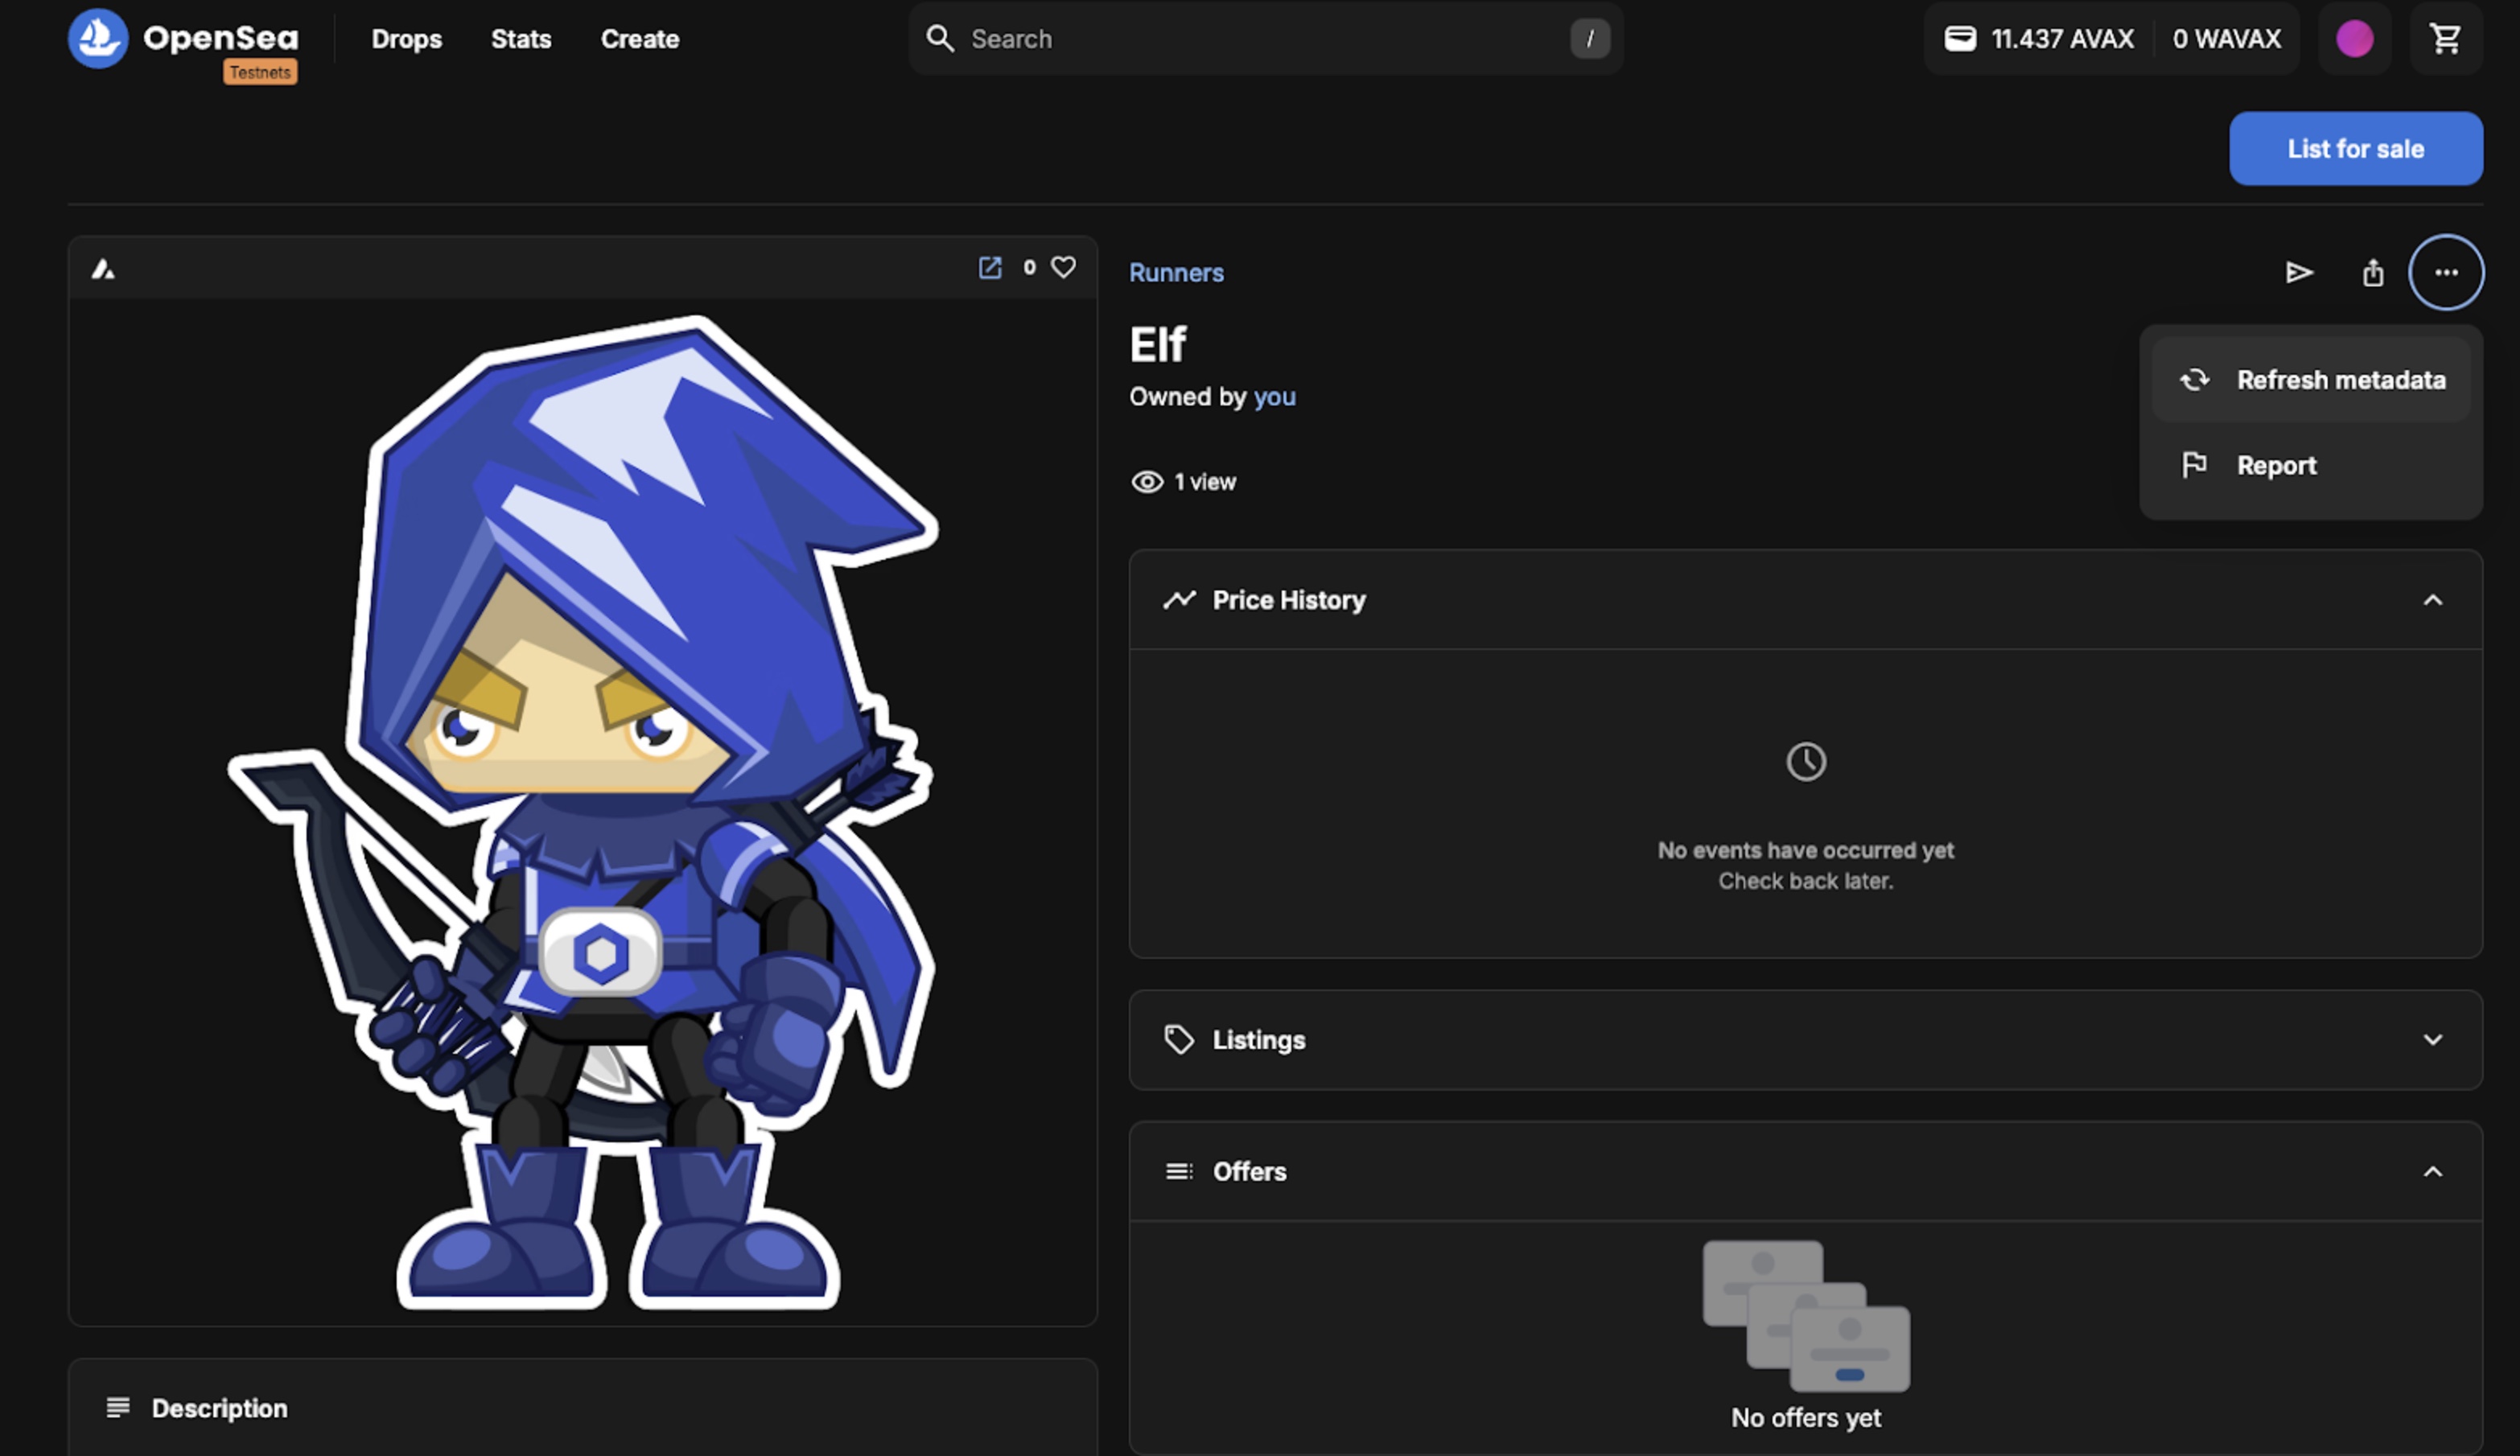 OpenSea
Testnets
Drops
Stats
Create
Search
/
11.437 AVAX
0 WAVAX
List for sale
0
Runners
Elf
Owned by you
1 view
Refresh metadata
Report
Price History
No events have occurred yet
Check back later.
Listings
Offers
No offers yet
Description